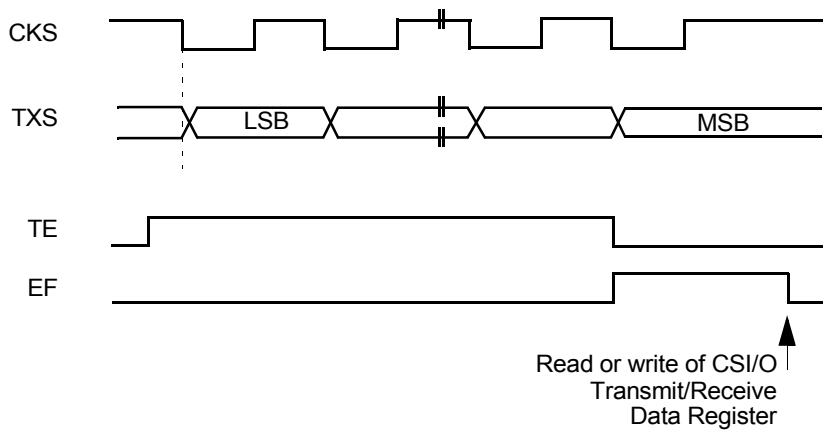 CKS
TXS
LSB
MSB
TE
EF
Read or write of CSI/O
Transmit/Receive
Data Register